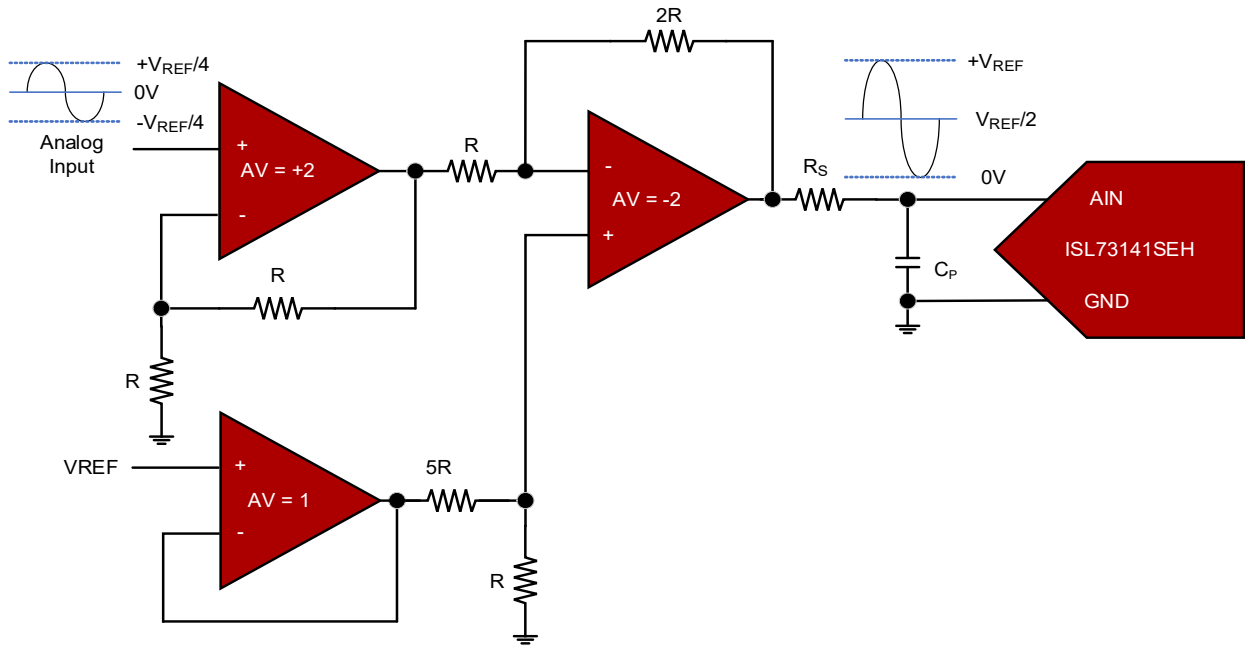 2R
+VREF/4
0V
-VREF/4
Analog
Input
+
AV = +2
-
R
R
R
-
AV = -2
+
RS
+VREF
VREF/2
0V
AIN
ISL73141SEH
GND
CP
VREF
+
AV = 1
-
5R
R